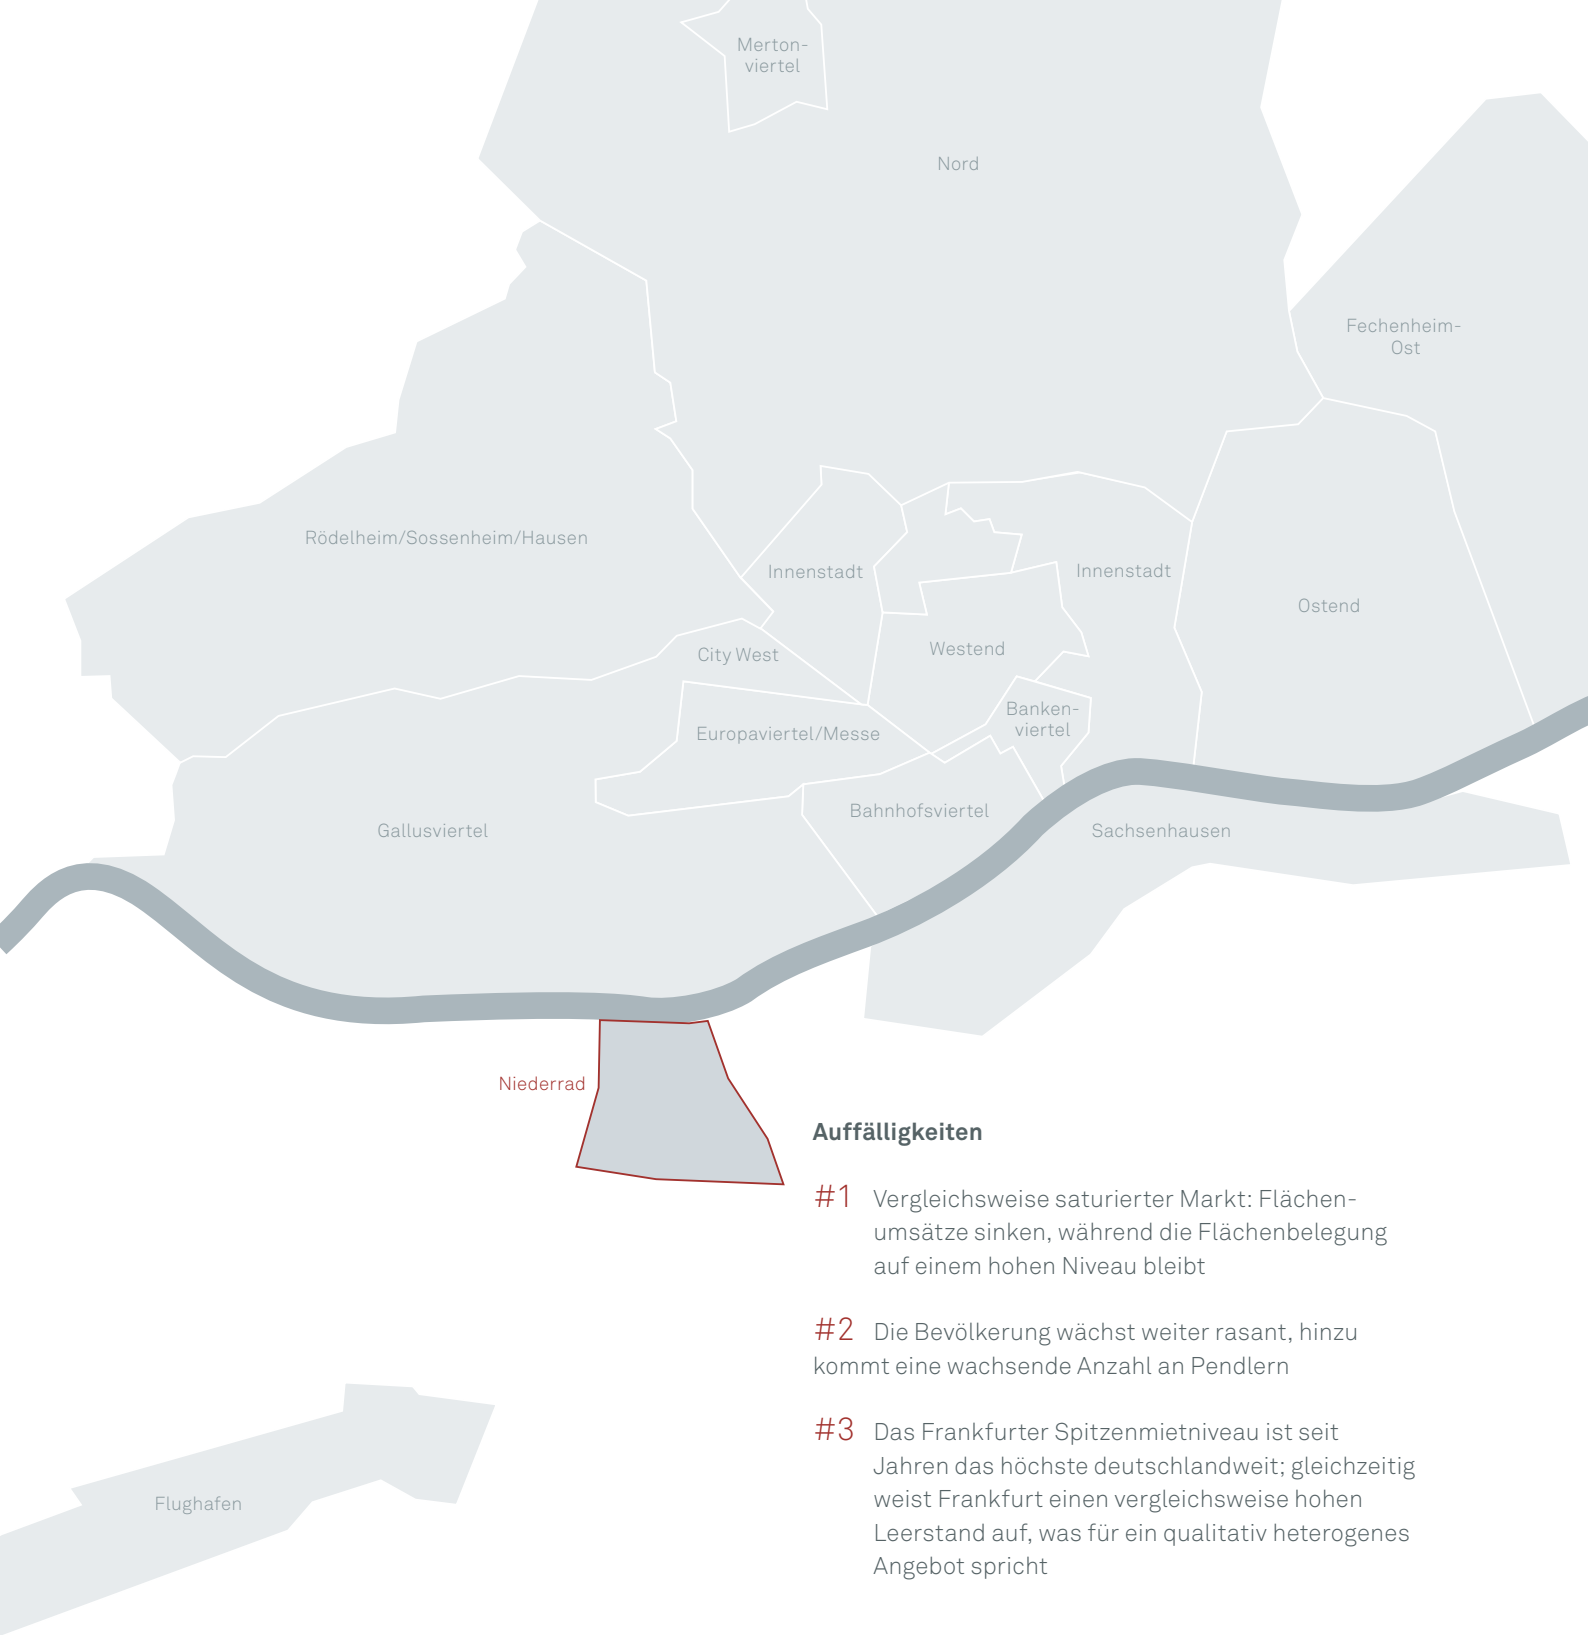 Merton-
viertel
Nord
Fechenheim-
Ost
Rödelheim/Sossenheim/Hausen
Innenstadt
Innenstadt
Ostend
City West
Westend
Banken-
viertel
Europaviertel/Messe
Bahnhofsviertel
Gallusviertel
Sachsenhausen
Niederrad
Flughafen
Auffälligkeiten
#1 Vergleichsweise saturierter Markt: Flächen-
umsätze sinken, während die Flächenbelegung
auf einem hohen Niveau bleibt
#2 Die Bevölkerung wächst weiter rasant, hinzu
kommt eine wachsende Anzahl an Pendlern
#3 Das Frankfurter Spitzenmietniveau ist seit
Jahren das höchste deutschlandweit; gleichzeitig
weist Frankfurt einen vergleichsweise hohen
Leerstand auf, was für ein qualitativ heterogenes
Angebot spricht